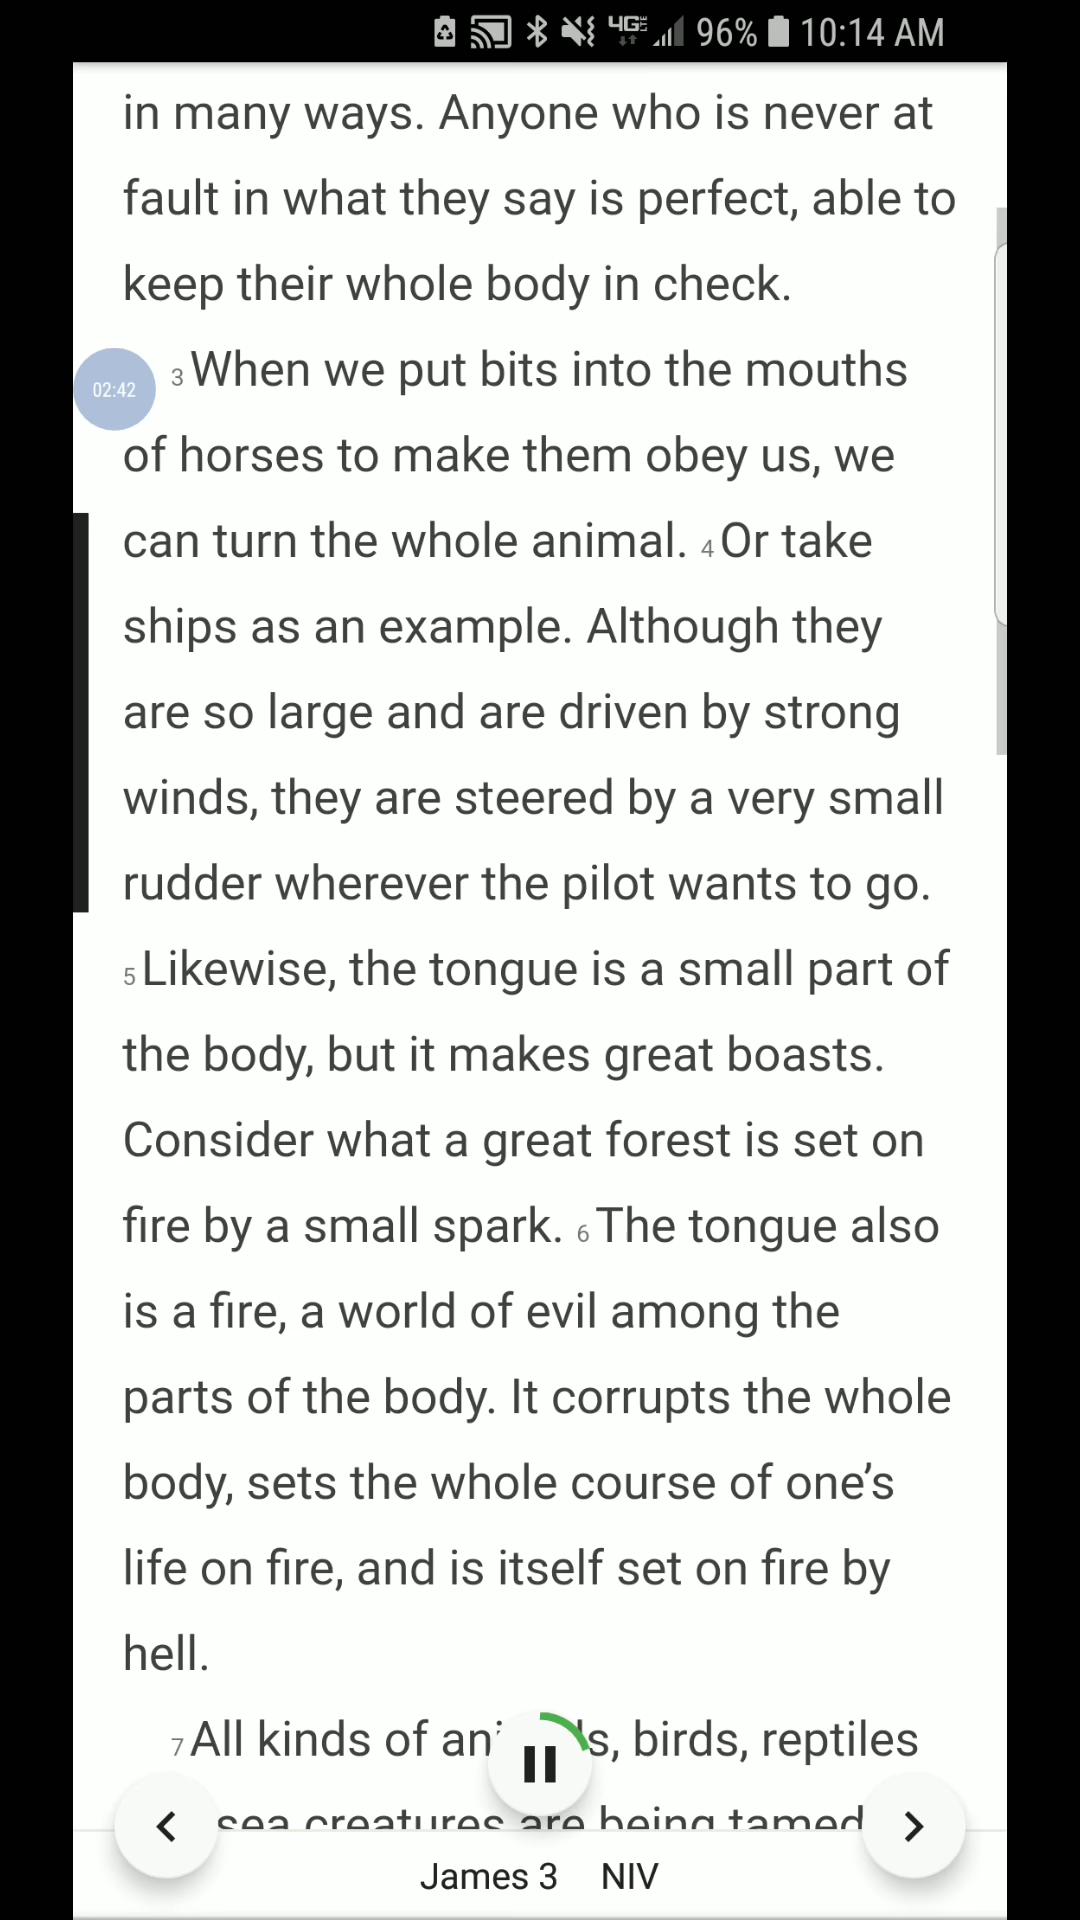 4G LTE 96% 10:14 AM
in many ways. Anyone who is never at
fault in what they say is perfect, able to
keep their whole body in check.
02:42
3 When we put bits into the mouths
of horses to make them obey us, we
can turn the whole animal. 4 Or take
ships as an example. Although they
are so large and are driven by strong
winds, they are steered by a very small
rudder wherever the pilot wants to go.
5 Likewise, the tongue is a small part of
the body, but it makes great boasts.
Consider what a great forest is set on
fire by a small spark. 6 The tongue also
is a fire, a world of evil among the
parts of the body. It corrupts the whole
body, sets the whole course of one’s
life on fire, and is itself set on fire by
hell.
7 All kinds of , birds, reptiles
sea creatures are being tamed
James 3 NIV